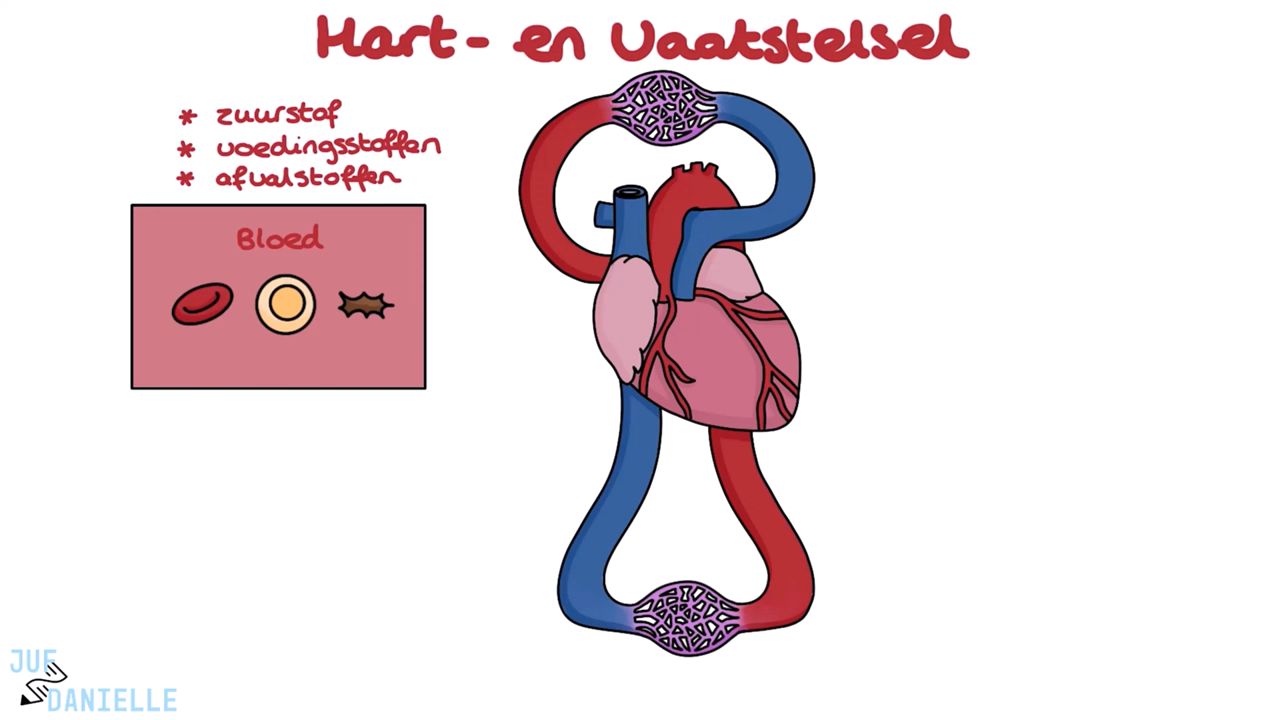 Hart- en Vaatstelsel
* zuurstof
* voedingsstoffen
* afvalstoffen
Bloed
JUF
DANIELLE